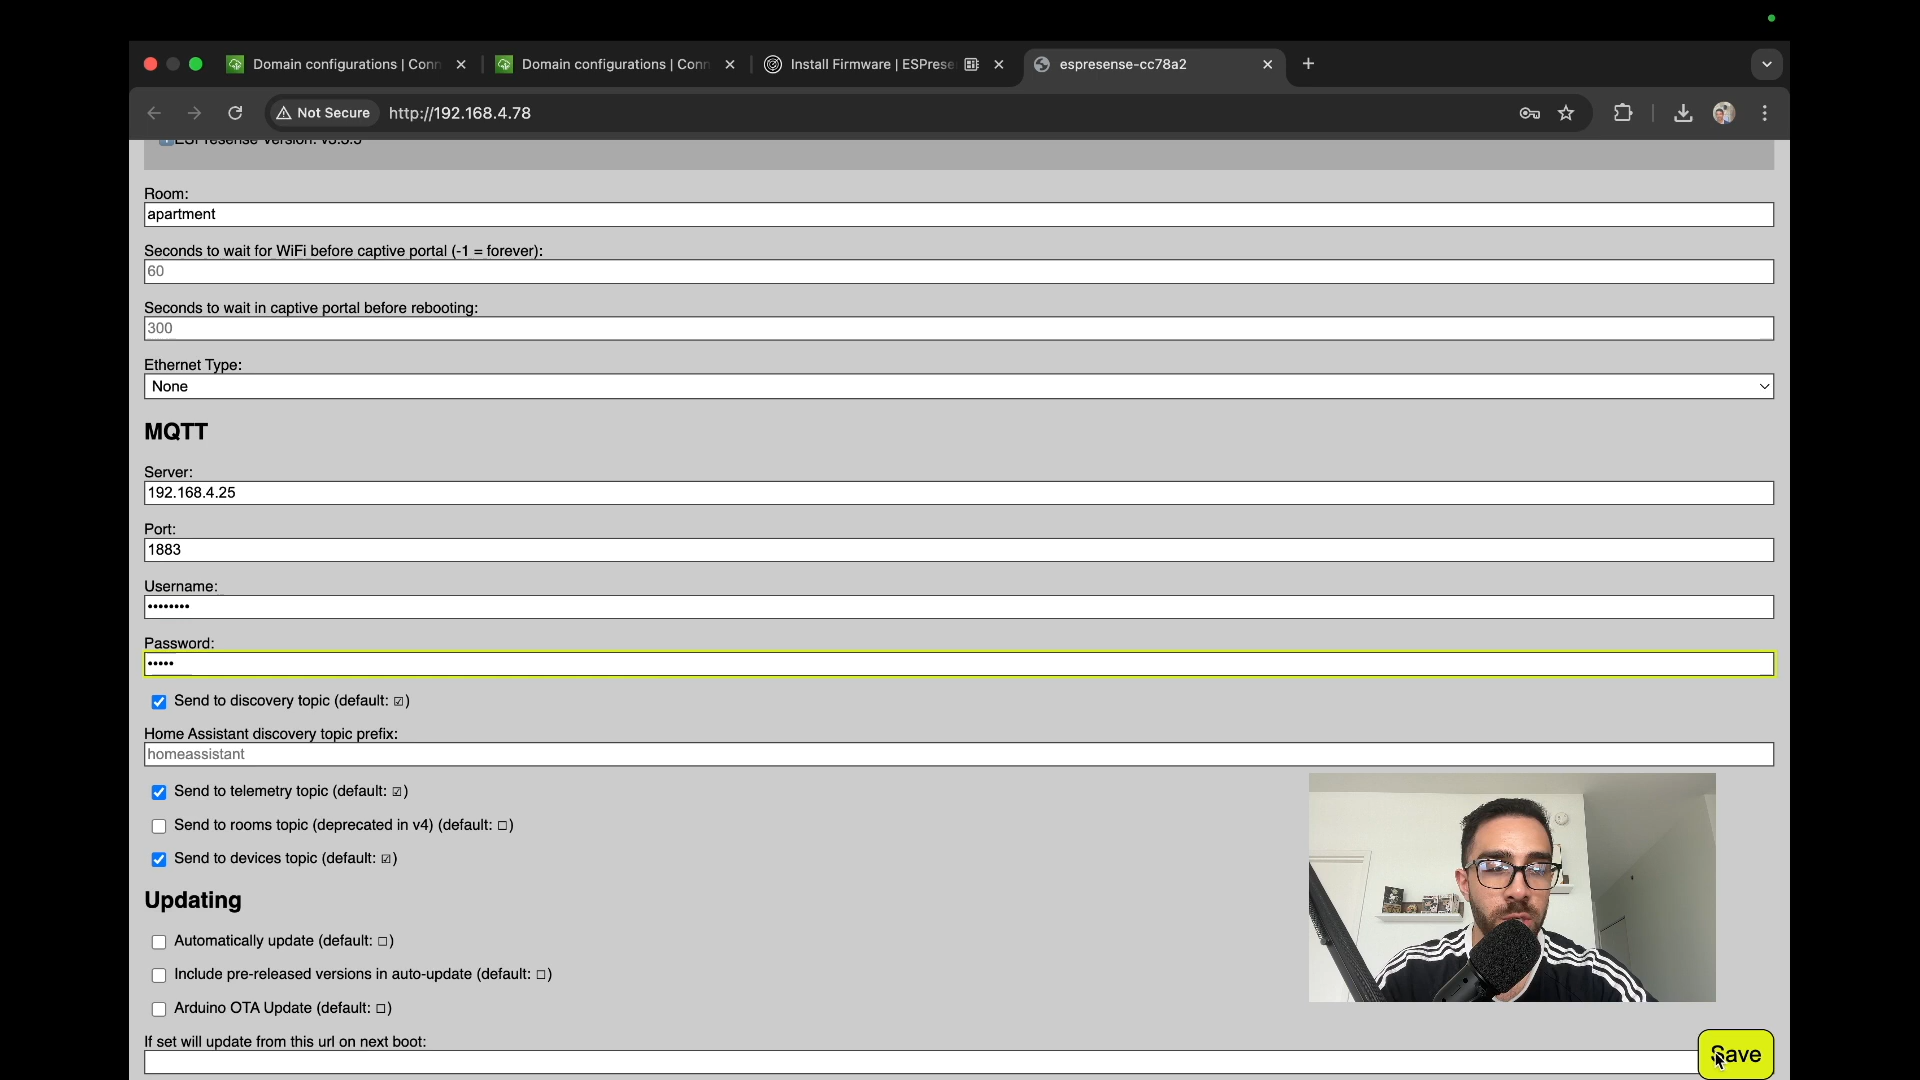 Domain configurations | Conn
Domain configurations | Conn
Install Firmware | ESPrese
espresense-cc78a2
Not Secure
http://192.168.4.78
ESPresense Version: v3.3.5
Room:
apartment
Seconds to wait for WiFi before captive portal (-1 = forever):
60
Seconds to wait in captive portal before rebooting:
300
Ethernet Type:
None
MQTT
Server:
192.168.4.25
Port:
1883
Username:
••••••••
Password:
•••••
Send to discovery topic (default: ☑)
Home Assistant discovery topic prefix:
homeassistant
Send to telemetry topic (default: ☑)
Send to rooms topic (deprecated in v4) (default: ☐)
Send to devices topic (default: ☑)
Updating
Automatically update (default: ☐)
Include pre-released versions in auto-update (default: ☐)
Arduino OTA Update (default: ☐)
If set will update from this url on next boot:
Save